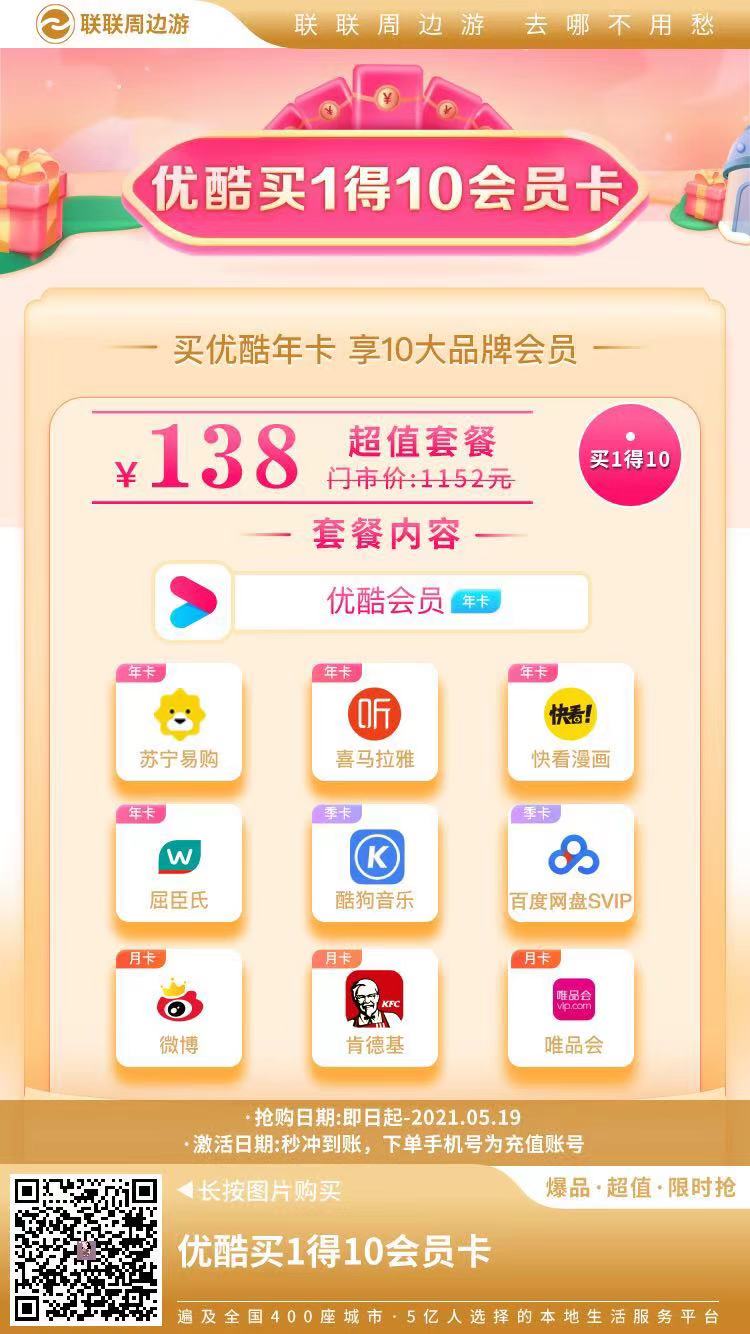 联联周边游
联联周边游 去哪不用愁
¥ ¥ ¥
优酷买1得10会员卡
买优酷年卡 享10大品牌会员
¥138
超值套餐
门市价:1152元
买1得10
套餐内容
优酷会员 年卡
年卡
苏宁易购
年卡
听
喜马拉雅
年卡
快看!
快看漫画
年卡
W
屈臣氏
季卡
K
酷狗音乐
季卡
百度网盘SVIP
月卡
微博
月卡
KFC
肯德基
月卡
唯品会
vip.com
唯品会
·抢购日期:即日起-2021.05.19
·激活日期:秒冲到账，下单手机号为充值账号
长按图片购买
爆品·超值·限时抢
优酷买1得10会员卡
遍及全国400座城市·5亿人选择的本地生活服务平台